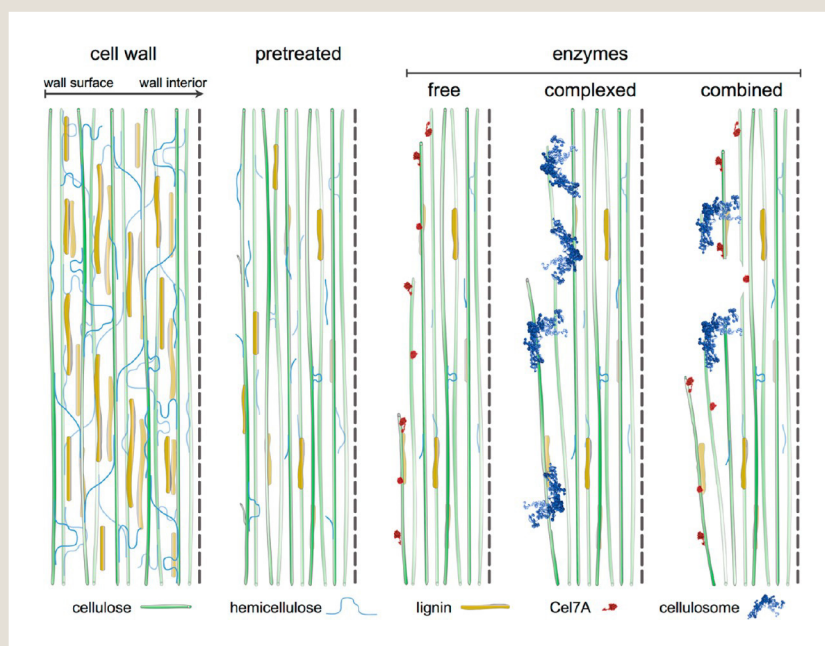 cell wall
pretreated
enzymes
wall surface
wall interior
free
complexed
combined
cellulose
hemicellulose
lignin
Cel7A
cellulosome